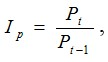 I_p = P_t / P_{t-1} ,